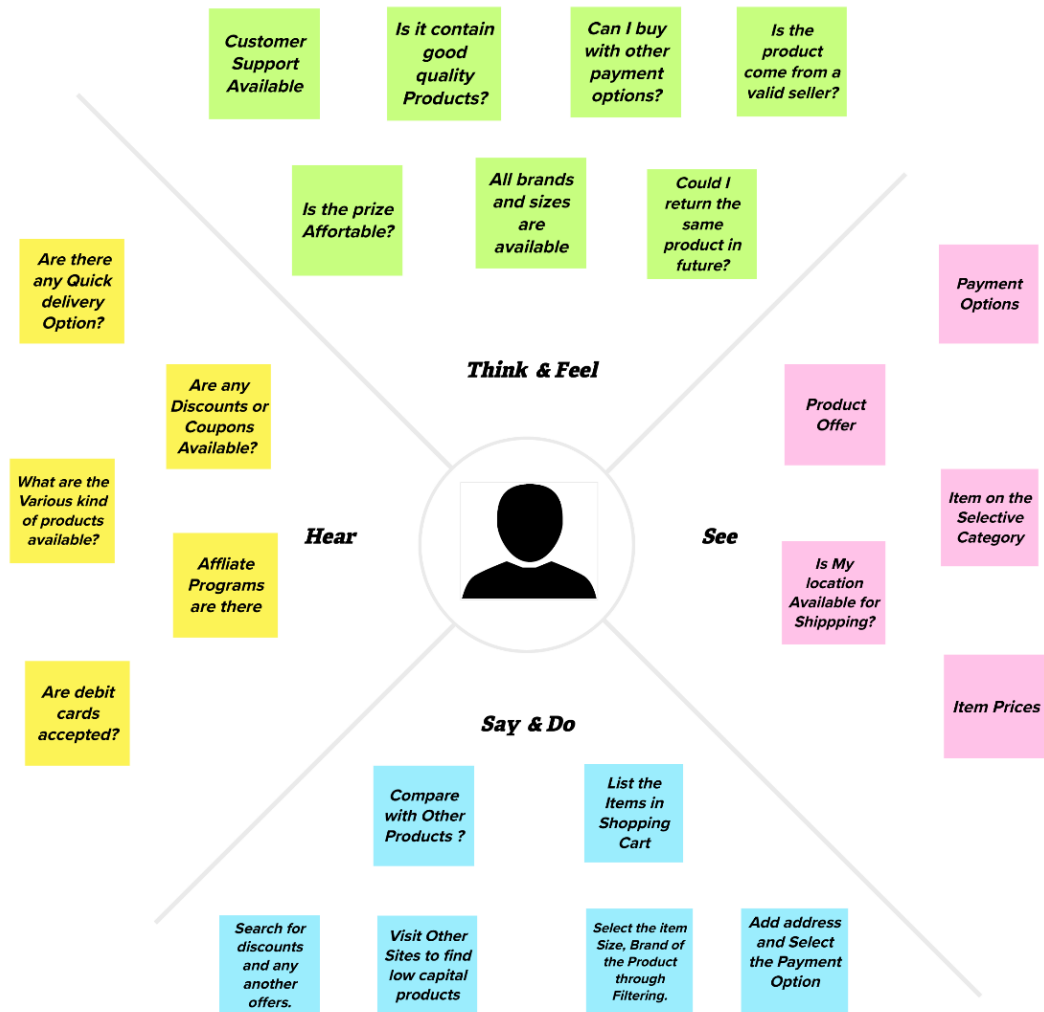 Customer
Support
Available
Is it contain
good
quality
Products?
Can I buy
with other
payment
options?
Is the
product
come from a
valid seller?
Is the prize
Affortable?
All brands
and sizes
are
available
Could I
return the
same
product in
future?
Think & Feel
Are there
any Quick
delivery
Option?
Are any
Discounts or
Coupons
Available?
What are the
Various kind
of products
available?
Affliate
Programs
are there
Are debit
cards
accepted?
Hear
See
Payment
Options
Product
Offer
Item on the
Selective
Category
Is My
location
Available for
Shippping?
Item Prices
Say & Do
Compare
with Other
Products ?
List the
Items in
Shopping
Cart
Search for
discounts
and any
another
offers.
Visit Other
Sites to find
low capital
products
Select the item
Size, Brand of
the Product
through
Filtering.
Add address
and Select
the Payment
Option